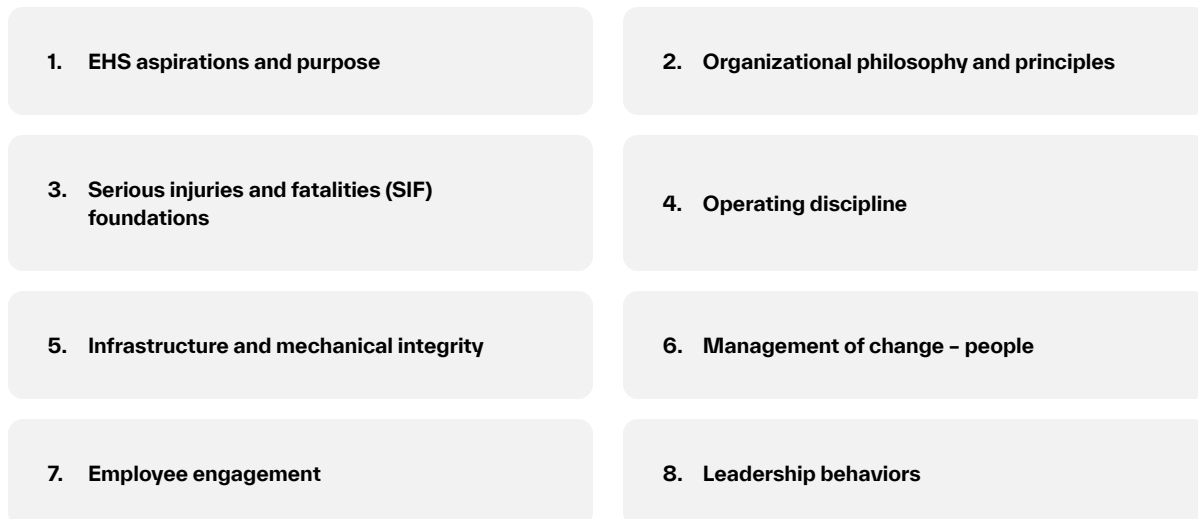 1. EHS aspirations and purpose
2. Organizational philosophy and principles
3. Serious injuries and fatalities (SIF)
foundations
4. Operating discipline
5. Infrastructure and mechanical integrity
6. Management of change – people
7. Employee engagement
8. Leadership behaviors